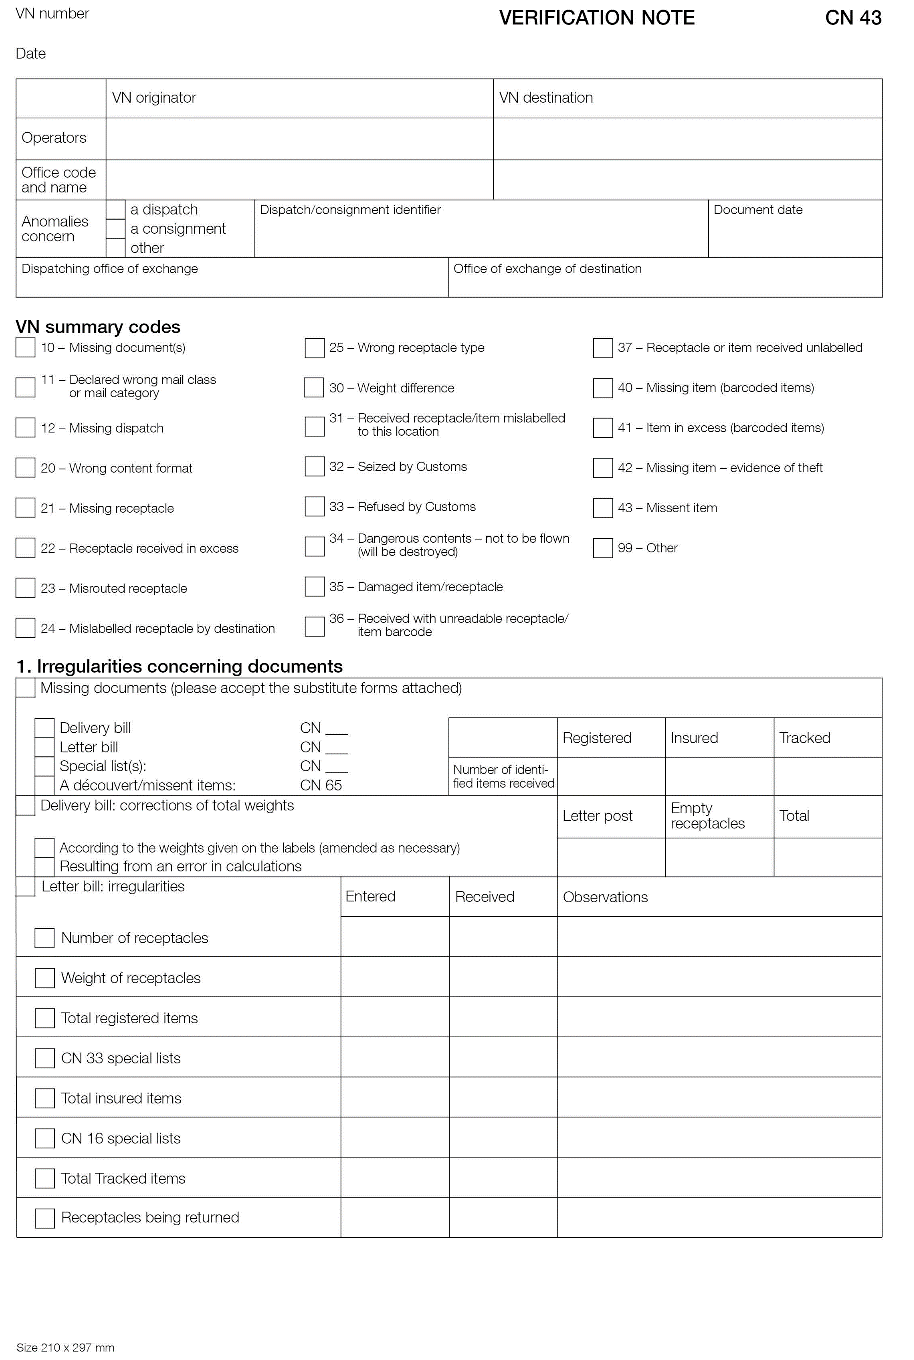 VN number
VERIFICATION NOTE CN 43
Date
VN originator VN destination
Operators
Office code
and name
Anomalies
concern
a dispatch
a consignment
other
Dispatch/consignment identifier
Document date
Dispatching office of exchange
Office of exchange of destination
VN summary codes
10 – Missing document(s)
11 – Declared wrong mail class
or mail category
12 – Missing dispatch
20 – Wrong content format
21 – Missing receptacle
22 – Receptacle received in excess
23 – Misrouted receptacle
24 – Mislabelled receptacle by destination
25 – Wrong receptacle type
30 – Weight difference
31 – Received receptacle/item mislabelled
to this location
32 – Seized by Customs
33 – Refused by Customs
34 – Dangerous contents – not to be flown
(will be destroyed)
35 – Damaged item/receptacle
36 – Received with unreadable receptacle/
item barcode
37 – Receptacle or item received unlabelled
40 – Missing item (barcoded items)
41 – Item in excess (barcoded items)
42 – Missing item – evidence of theft
43 – Missent item
99 – Other
1. Irregularities concerning documents
Missing documents (please accept the substitute forms attached)
Delivery bill CN ___
Letter bill CN ___
Special list(s): CN ___
A découvert/missent items: CN 65
Registered Insured Tracked
Number of identi-
fied items received
Delivery bill: corrections of total weights
According to the weights given on the labels (amended as necessary)
Resulting from an error in calculations
Letter post
Empty
receptacles
Total
Letter bill: irregularities
Entered Received Observations
Number of receptacles
Weight of receptacles
Total registered items
CN 33 special lists
Total insured items
CN 16 special lists
Total Tracked items
Receptacles being returned
Size 210 x 297 mm